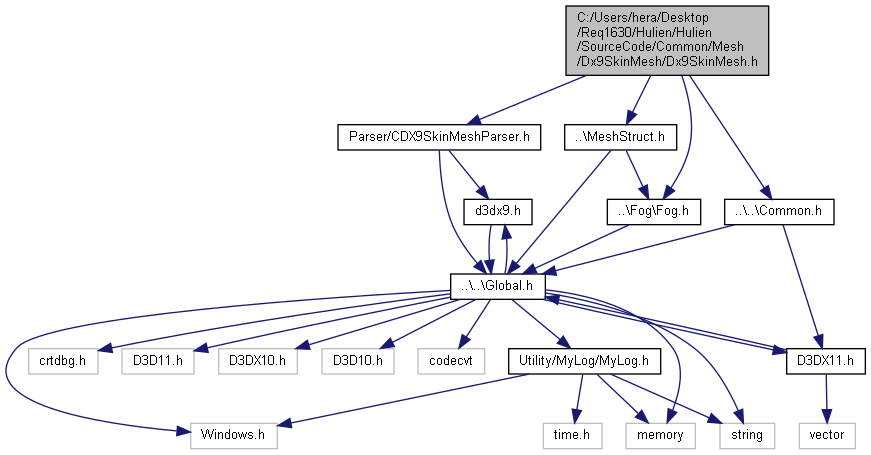 C:/Users/hera/Desktop
/Req1630/Hulien/Hulien
/SourceCode/Common/Mesh
/Dx9SkinMesh/Dx9SkinMesh.h
Parser/CDX9SkinMeshParser.h
..\MeshStruct.h
d3dx9.h
..\Fog\Fog.h
..\..\Common.h
..\..\Global.h
crtdbg.h
D3D11.h
D3DX10.h
D3D10.h
codecvt
Utility/MyLog/MyLog.h
D3DX11.h
Windows.h
time.h
memory
string
vector